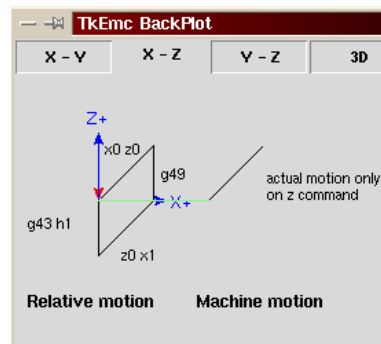 TkEmc BackPlot
X - Y
X - Z
Y - Z
3D
Z+
x0 z0
g49
actual motion only
on z command
X+
g43 h1
z0 x1
Relative motion
Machine motion